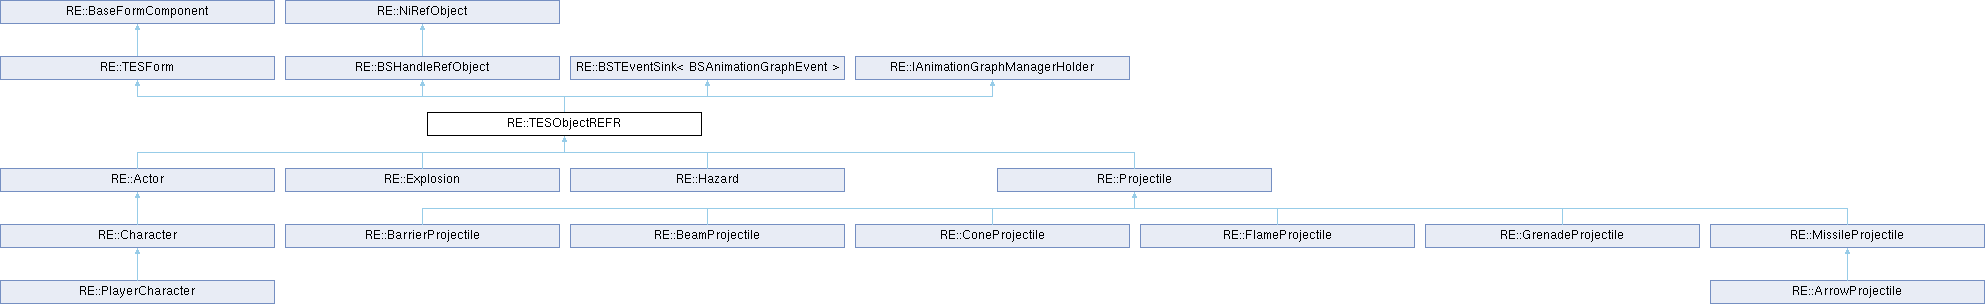 RE::BaseFormComponent
RE::NiRefObject
RE::TESForm
RE::BSHandleRefObject
RE::BSTEventSink< BSAnimationGraphEvent >
RE::IAnimationGraphManagerHolder
RE::TESObjectREFR
RE::Actor
RE::Explosion
RE::Hazard
RE::Projectile
RE::Character
RE::BarrierProjectile
RE::BeamProjectile
RE::ConeProjectile
RE::FlameProjectile
RE::GrenadeProjectile
RE::MissileProjectile
RE::PlayerCharacter
RE::ArrowProjectile